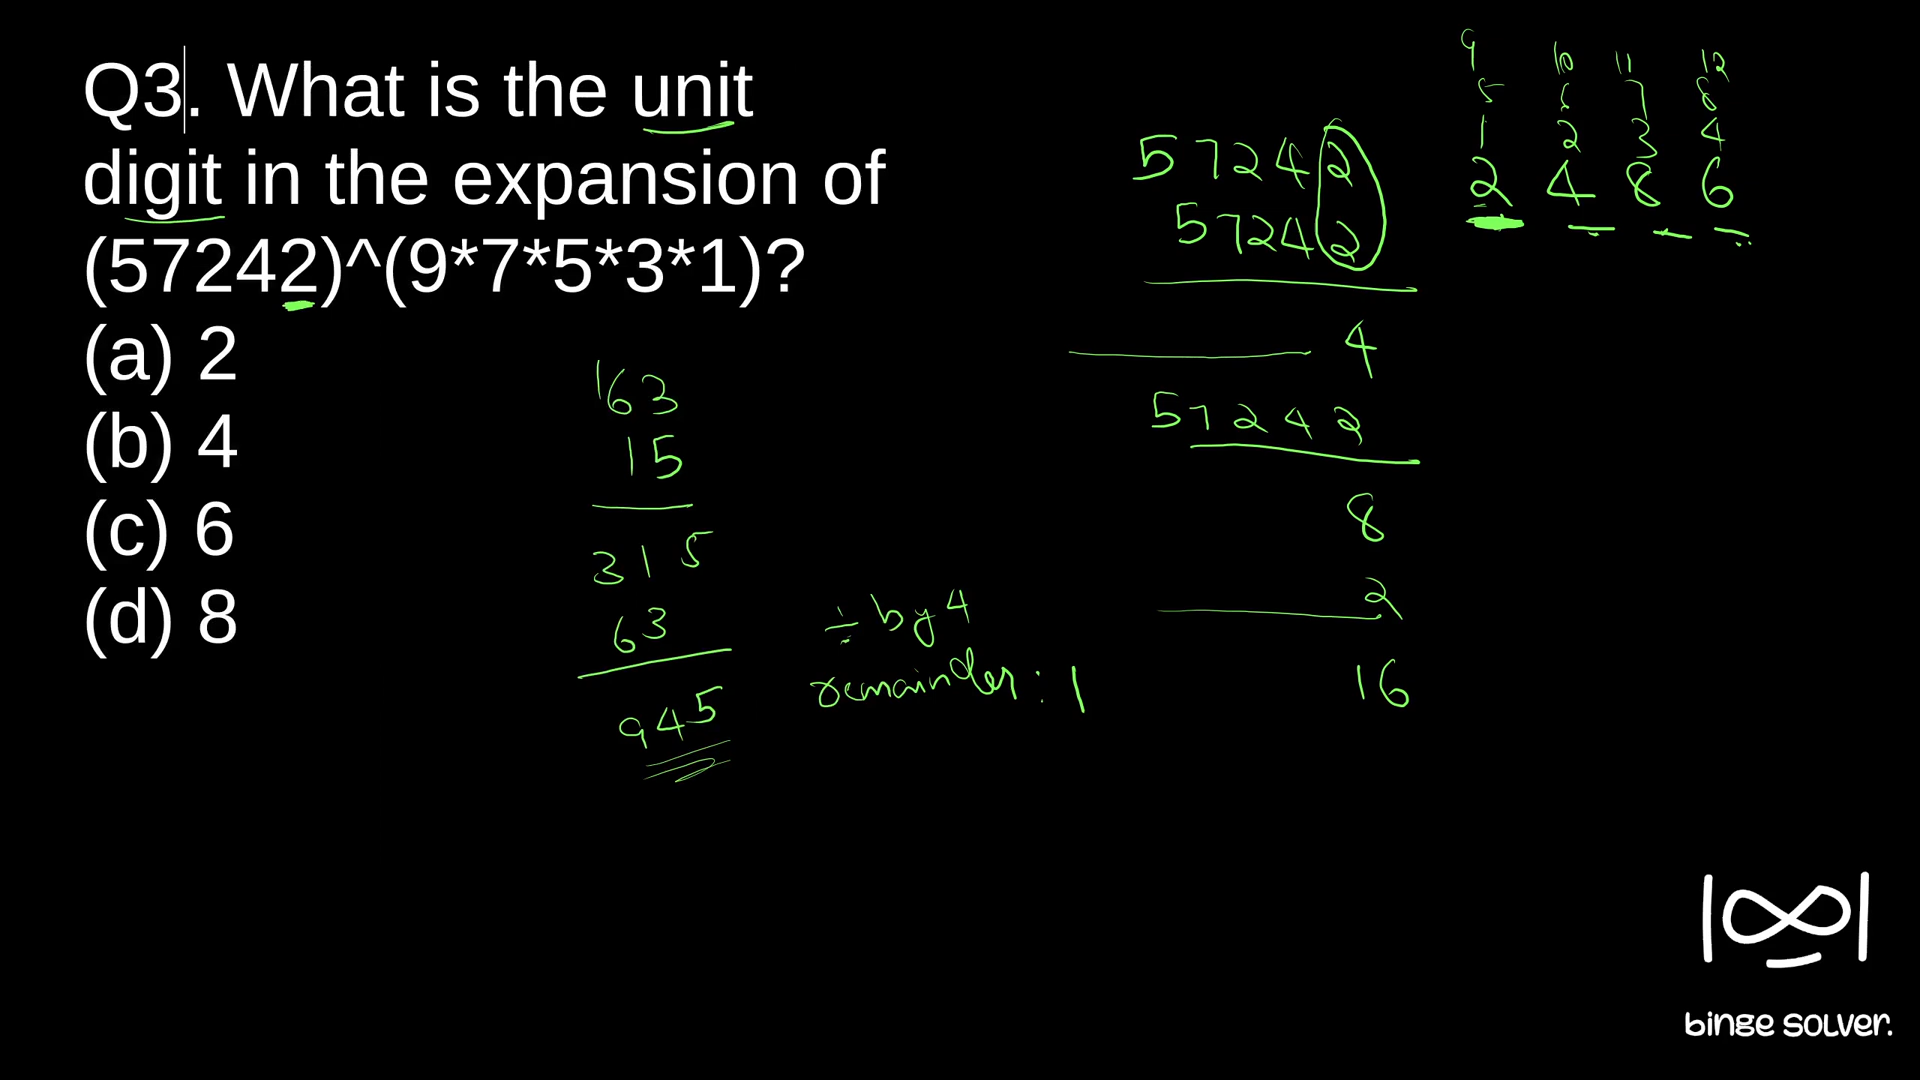 Q3. What is the unit
digit in the expansion of
(57242)^(9*7*5*3*1)?
(a) 2
(b) 4
(c) 6
(d) 8
163
15
315
63
945
÷ by 4
remainder: 1
57242
57242
4
57242
8
2
16
9 10 11 12
5 6 7 8
1 2 3 4
2 4 8 6
binge solver.